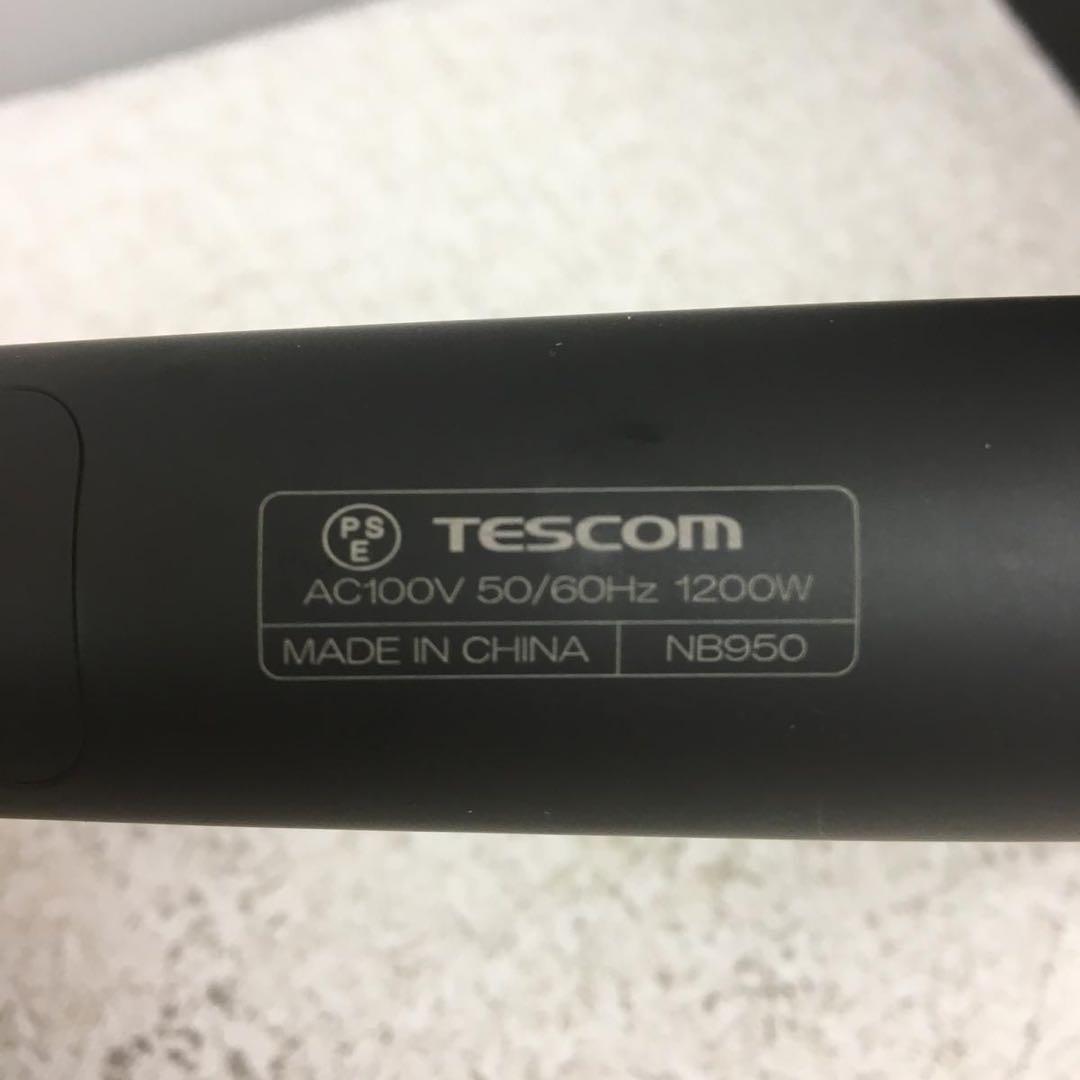 PSE TESCOM
AC100V 50/60Hz 1200W
MADE IN CHINA NB950